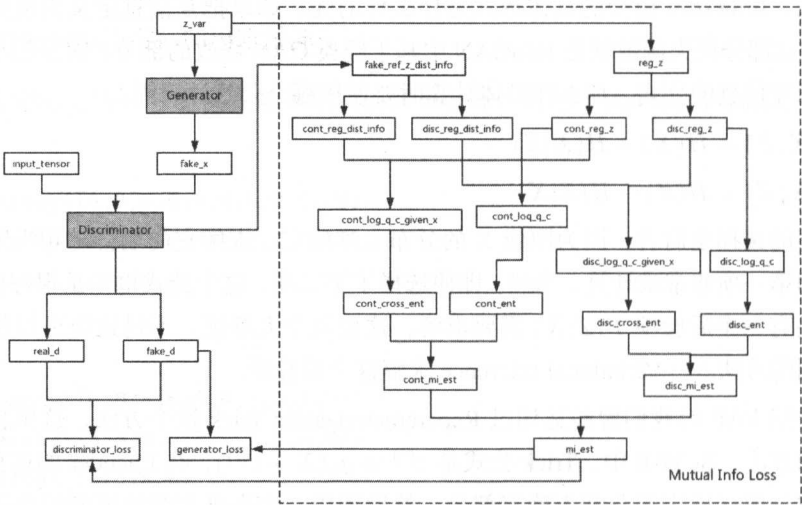 z_var
fake_ref_z_dist_info
reg_z
Generator
cont_reg_dist_info
disc_reg_dist_info
cont_reg_z
disc_reg_z
input_tensor
fake_x
cont_log_q_c_given_x
cont_loq_q_c
Discriminator
disc_log_q_c_given_x
disc_log_q_c
cont_cross_ent
cont_ent
disc_cross_ent
disc_ent
real_d
fake_d
cont_mi_est
disc_mi_est
discriminator_loss
generator_loss
mi_est
Mutual Info Loss